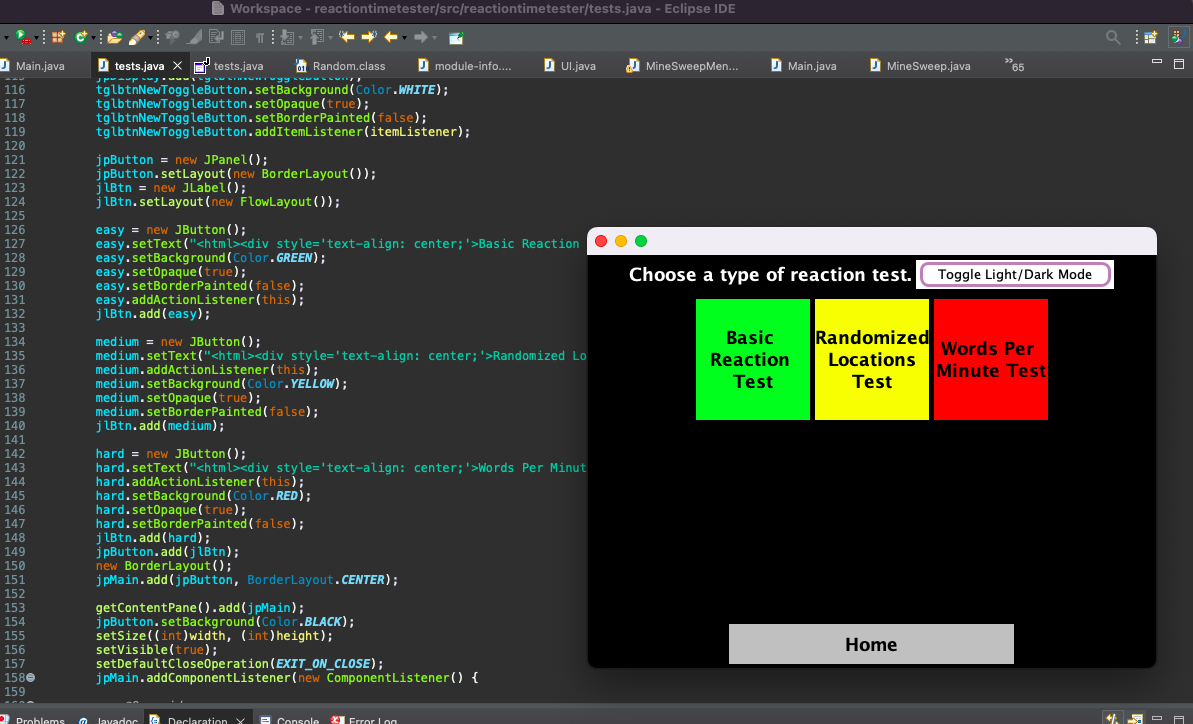 Workspace - reactiontimetester/src/reactiontimetester/tests.java - Eclipse IDE
Main.java tests.java tests.java Random.class module-info.... UI.java MineSweepMen... Main.java MineSweep.java »65
115 jpDisplay.add(tglbtnNewToggleButton);
116 tglbtnNewToggleButton.setBackground(Color.WHITE);
117 tglbtnNewToggleButton.setOpaque(true);
118 tglbtnNewToggleButton.setBorderPainted(false);
119 tglbtnNewToggleButton.addItemListener(itemListener);
120
121 jpButton = new JPanel();
122 jpButton.setLayout(new BorderLayout());
123 jlBtn = new JLabel();
124 jlBtn.setLayout(new FlowLayout());
125
126 easy = new JButton();
127 easy.setText("<html><div style='text-align: center;'>Basic Reaction
128 easy.setBackground(Color.GREEN);
129 easy.setOpaque(true);
130 easy.setBorderPainted(false);
131 easy.addActionListener(this);
132 jlBtn.add(easy);
133
134 medium = new JButton();
135 medium.setText("<html><div style='text-align: center;'>Randomized Lo
136 medium.addActionListener(this);
137 medium.setBackground(Color.YELLOW);
138 medium.setOpaque(true);
139 medium.setBorderPainted(false);
140 jlBtn.add(medium);
141
142 hard = new JButton();
143 hard.setText("<html><div style='text-align: center;'>Words Per Minut
144 hard.addActionListener(this);
145 hard.setBackground(Color.RED);
146 hard.setOpaque(true);
147 hard.setBorderPainted(false);
148 jlBtn.add(hard);
149 jpButton.add(jlBtn);
150 new BorderLayout();
151 jpMain.add(jpButton, BorderLayout.CENTER);
152
153 getContentPane().add(jpMain);
154 jpButton.setBackground(Color.BLACK);
155 setSize((int)width, (int)height);
156 setVisible(true);
157 setDefaultCloseOperation(EXIT_ON_CLOSE);
158 jpMain.addComponentListener(new ComponentListener() {
159
Choose a type of reaction test. Toggle Light/Dark Mode
Basic
Reaction
Test
Randomized
Locations
Test
Words Per
Minute Test
Home
Problems Javadoc Declaration Console Error Log